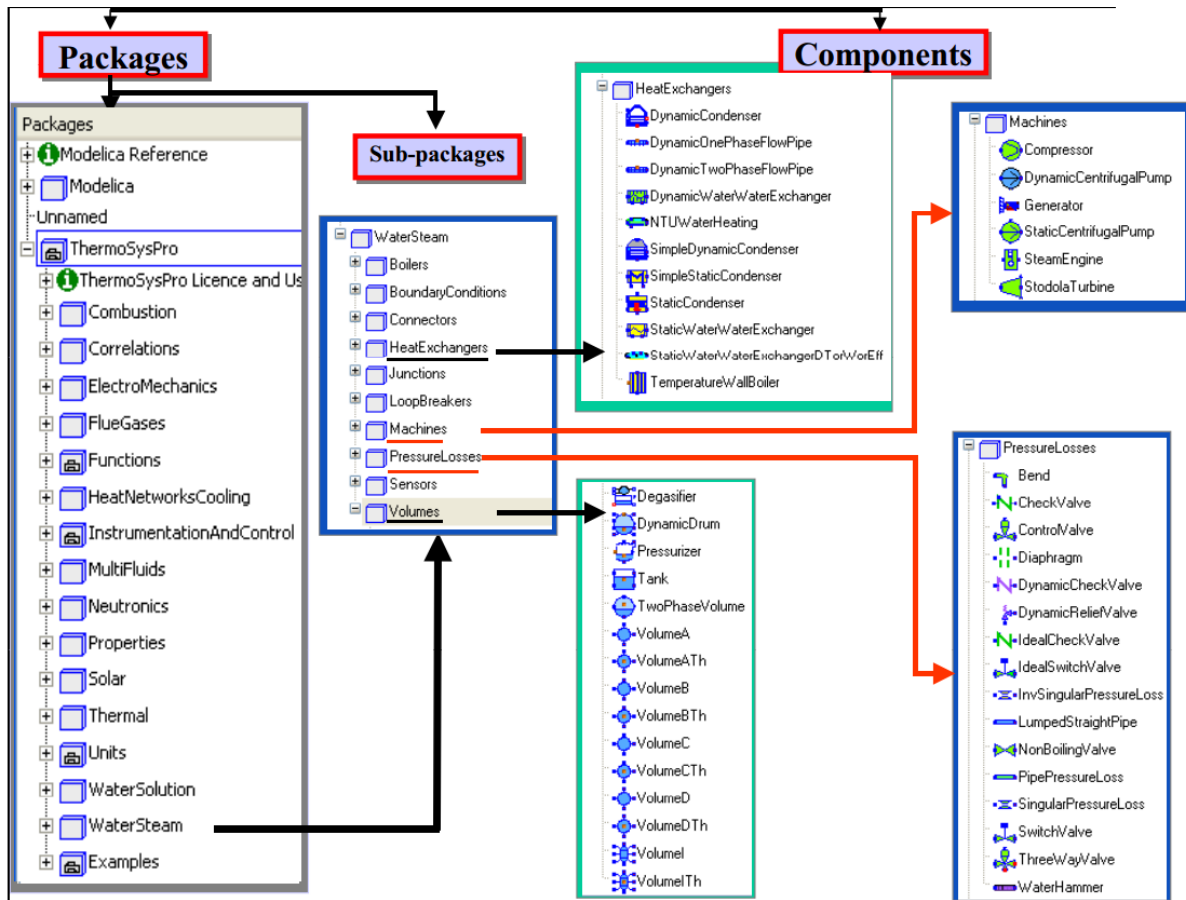 Packages
Components
Sub-packages
Packages
Modelica Reference
Modelica
Unnamed
ThermoSysPro
ThermoSysPro Licence and Us
Combustion
Correlations
ElectroMechanics
FlueGases
Functions
HeatNetworksCooling
InstrumentationAndControl
MultiFluids
Neutronics
Properties
Solar
Thermal
Units
WaterSolution
WaterSteam
Examples
WaterSteam
Boilers
BoundaryConditions
Connectors
HeatExchangers
Junctions
LoopBreakers
Machines
PressureLosses
Sensors
Volumes
HeatExchangers
DynamicCondenser
DynamicOnePhaseFlowPipe
DynamicTwoPhaseFlowPipe
DynamicWaterWaterExchanger
NTUWaterHeating
SimpleDynamicCondenser
SimpleStaticCondenser
StaticCondenser
StaticWaterWaterExchanger
StaticWaterWaterExchangerDTorWorEff
TemperatureWallBoiler
Degasifier
DynamicDrum
Pressurizer
Tank
TwoPhaseVolume
VolumeA
VolumeATh
VolumeB
VolumeBTh
VolumeC
VolumeCTh
VolumeD
VolumeDTh
VolumeI
VolumeITh
Machines
Compressor
DynamicCentrifugalPump
Generator
StaticCentrifugalPump
SteamEngine
StodolaTurbine
PressureLosses
Bend
CheckValve
ControlValve
Diaphragm
DynamicCheckValve
DynamicReliefValve
IdealCheckValve
IdealSwitchValve
InvSingularPressureLoss
LumpedStraightPipe
NonBoilingValve
PipePressureLoss
SingularPressureLoss
SwitchValve
ThreeWayValve
WaterHammer